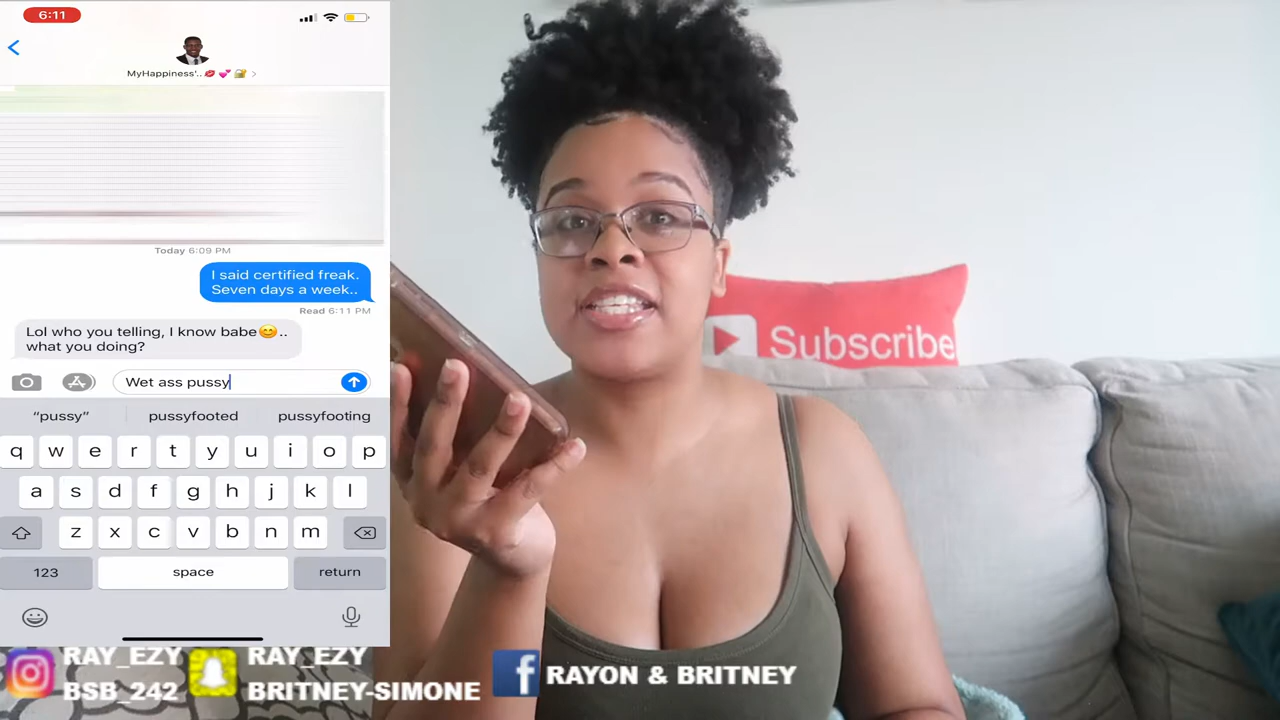 6:11
MyHappiness'..💋 💕 🔐 >
Today 6:09 PM
I said certified freak.
Seven days a week..
Read 6:11 PM
Lol who you telling, I know babe😊..
what you doing?
Wet ass pussy
“pussy” pussyfooted pussyfooting
q w e r t y u i o p
a s d f g h j k l
z x c v b n m
123 space return
Subscribe
RAY_EZY
BSB_242
RAY_EZY
BRITNEY-SIMONE
f RAYON & BRITNEY